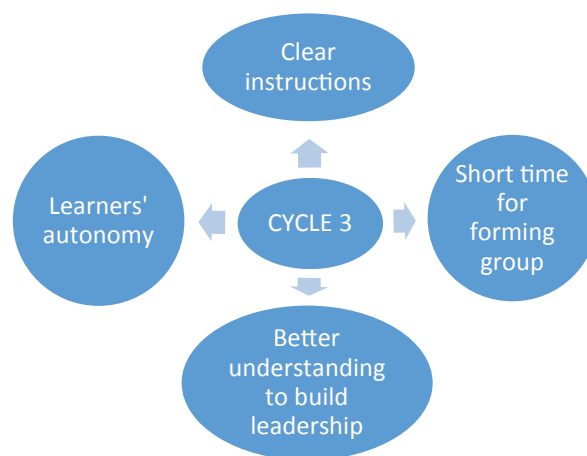 Clear
instructions
Learners'
autonomy
CYCLE 3
Short time
for
forming
group
Better
understanding
to build
leadership